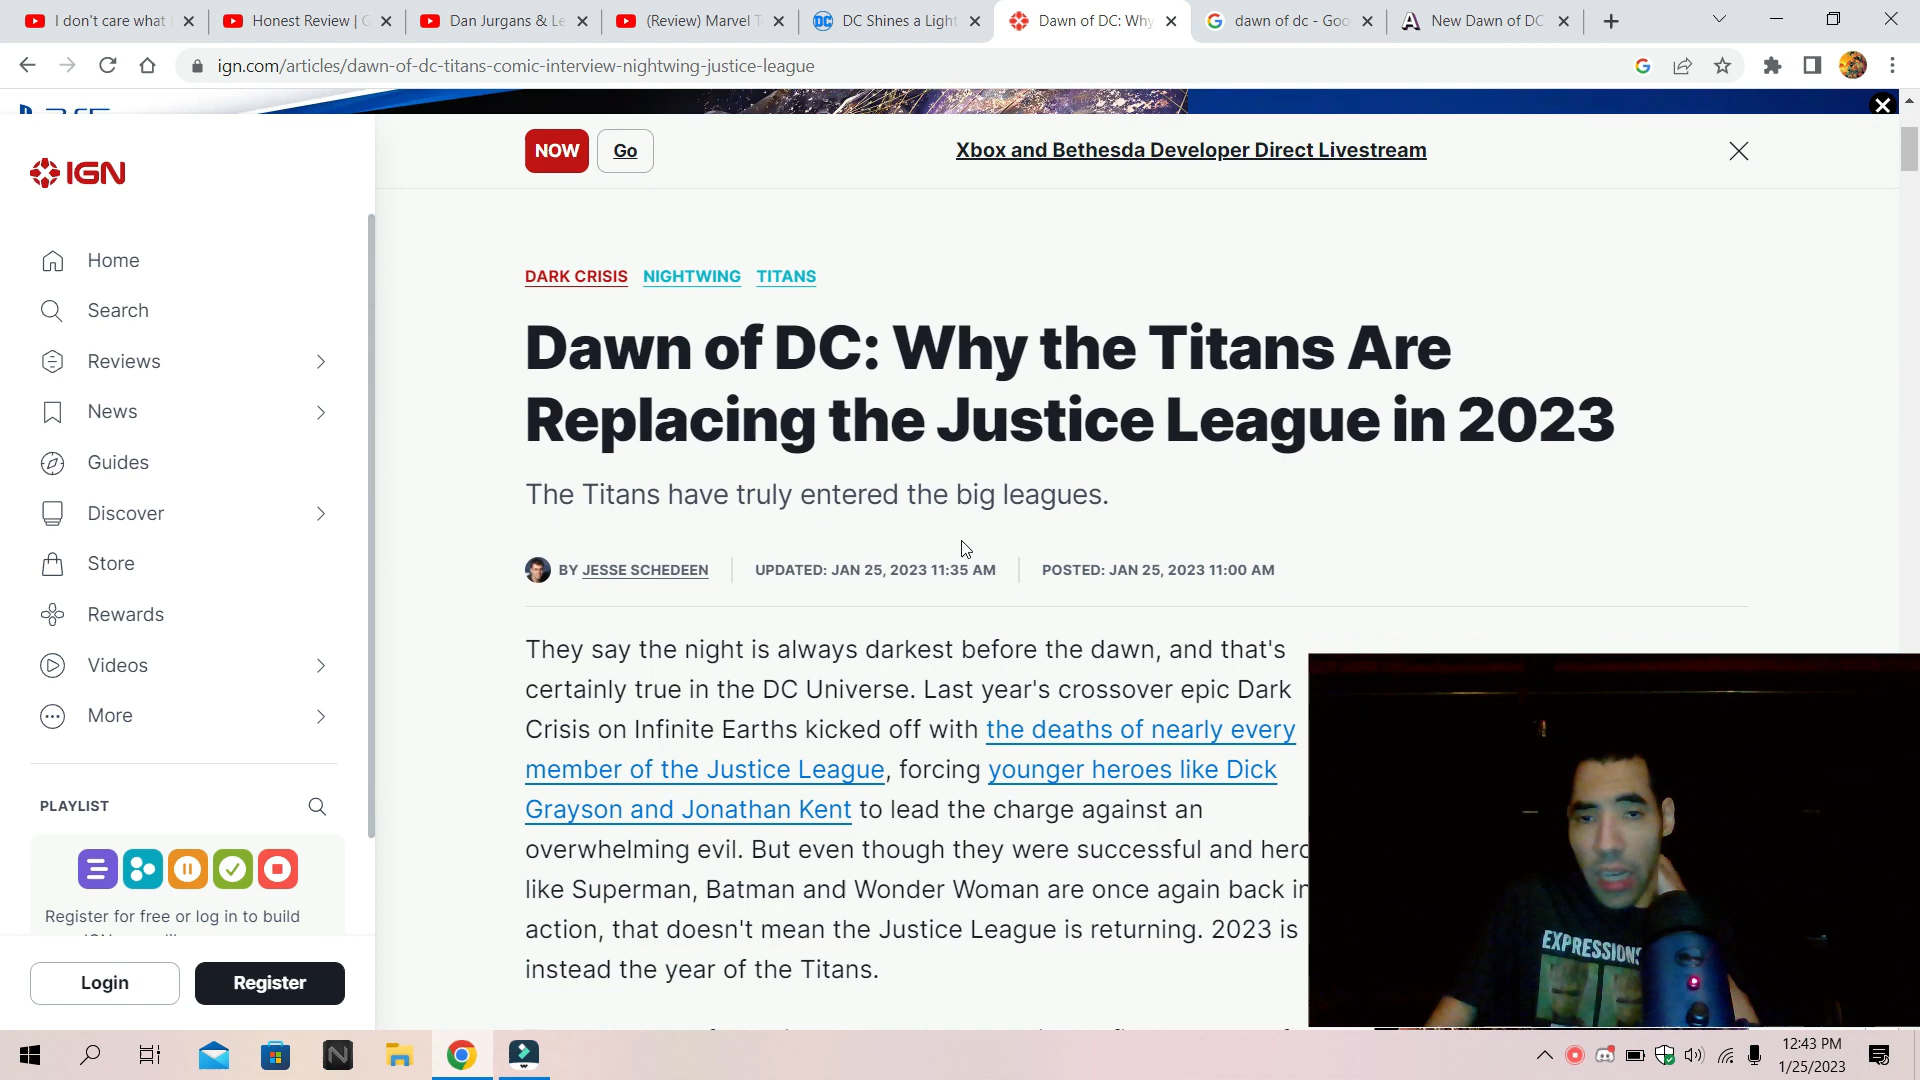 I don't care what
Honest Review | G
Dan Jurgans & Le
(Review) Marvel T
DC Shines a Light
Dawn of DC: Why
dawn of dc - Goo
New Dawn of DC
ign.com/articles/dawn-of-dc-titans-comic-interview-nightwing-justice-league
IGN
NOW
Go
Xbox and Bethesda Developer Direct Livestream
Home
Search
Reviews
News
Guides
Discover
Store
Rewards
Videos
More
PLAYLIST
Register for free or log in to build
Login
Register
DARK CRISIS NIGHTWING TITANS
Dawn of DC: Why the Titans Are
Replacing the Justice League in 2023
The Titans have truly entered the big leagues.
BY JESSE SCHEDEEN
UPDATED: JAN 25, 2023 11:35 AM
POSTED: JAN 25, 2023 11:00 AM
They say the night is always darkest before the dawn, and that's
certainly true in the DC Universe. Last year's crossover epic Dark
Crisis on Infinite Earths kicked off with the deaths of nearly every
member of the Justice League, forcing younger heroes like Dick
Grayson and Jonathan Kent to lead the charge against an
overwhelming evil. But even though they were successful and hero
like Superman, Batman and Wonder Woman are once again back in
action, that doesn't mean the Justice League is returning. 2023 is
instead the year of the Titans.
EXPRESSIONS
12:43 PM
1/25/2023